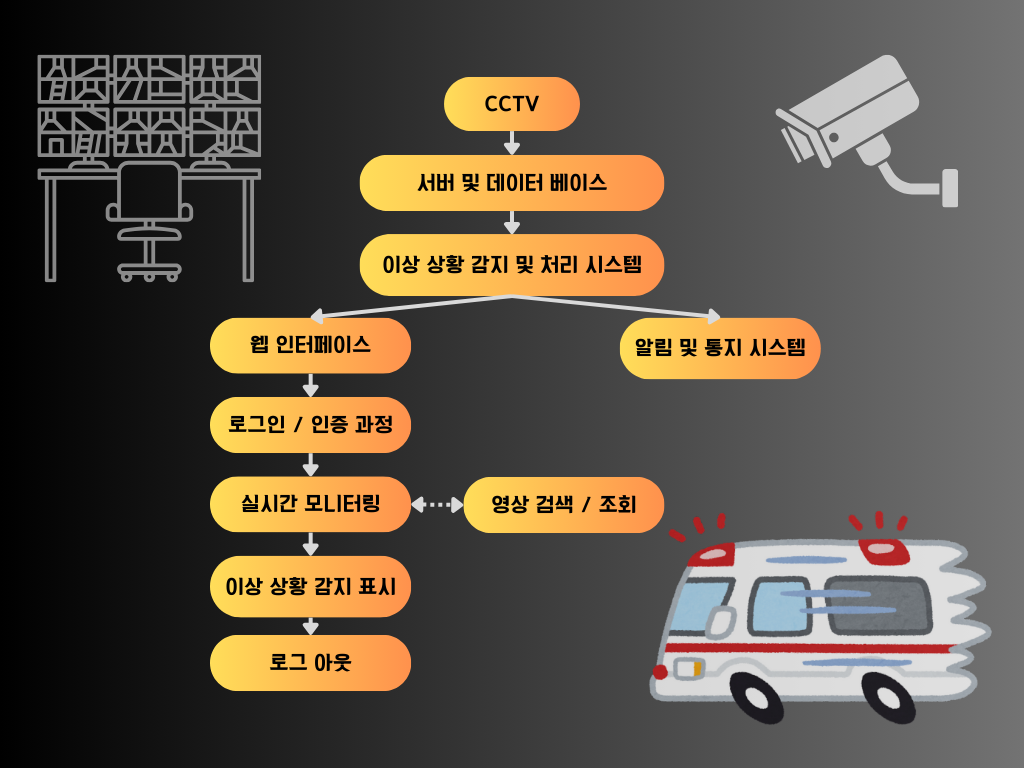 CCTV
서버 및 데이터 베이스
이상 상황 감지 및 처리 시스템
웹 인터페이스
알림 및 통지 시스템
로그인 / 인증 과정
실시간 모니터링
영상 검색 / 조회
이상 상황 감지 표시
로그 아웃